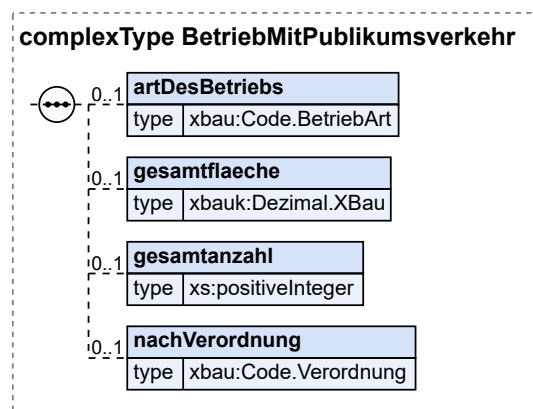 complexType BetriebMitPublikumsverkehr
0..1 artDesBetriebs
type xbau:Code.BetriebArt
0..1 gesamtflaeche
type xbauk:Dezimal.XBau
0..1 gesamtanzahl
type xs:positiveInteger
0..1 nachVerordnung
type xbau:Code.Verordnung